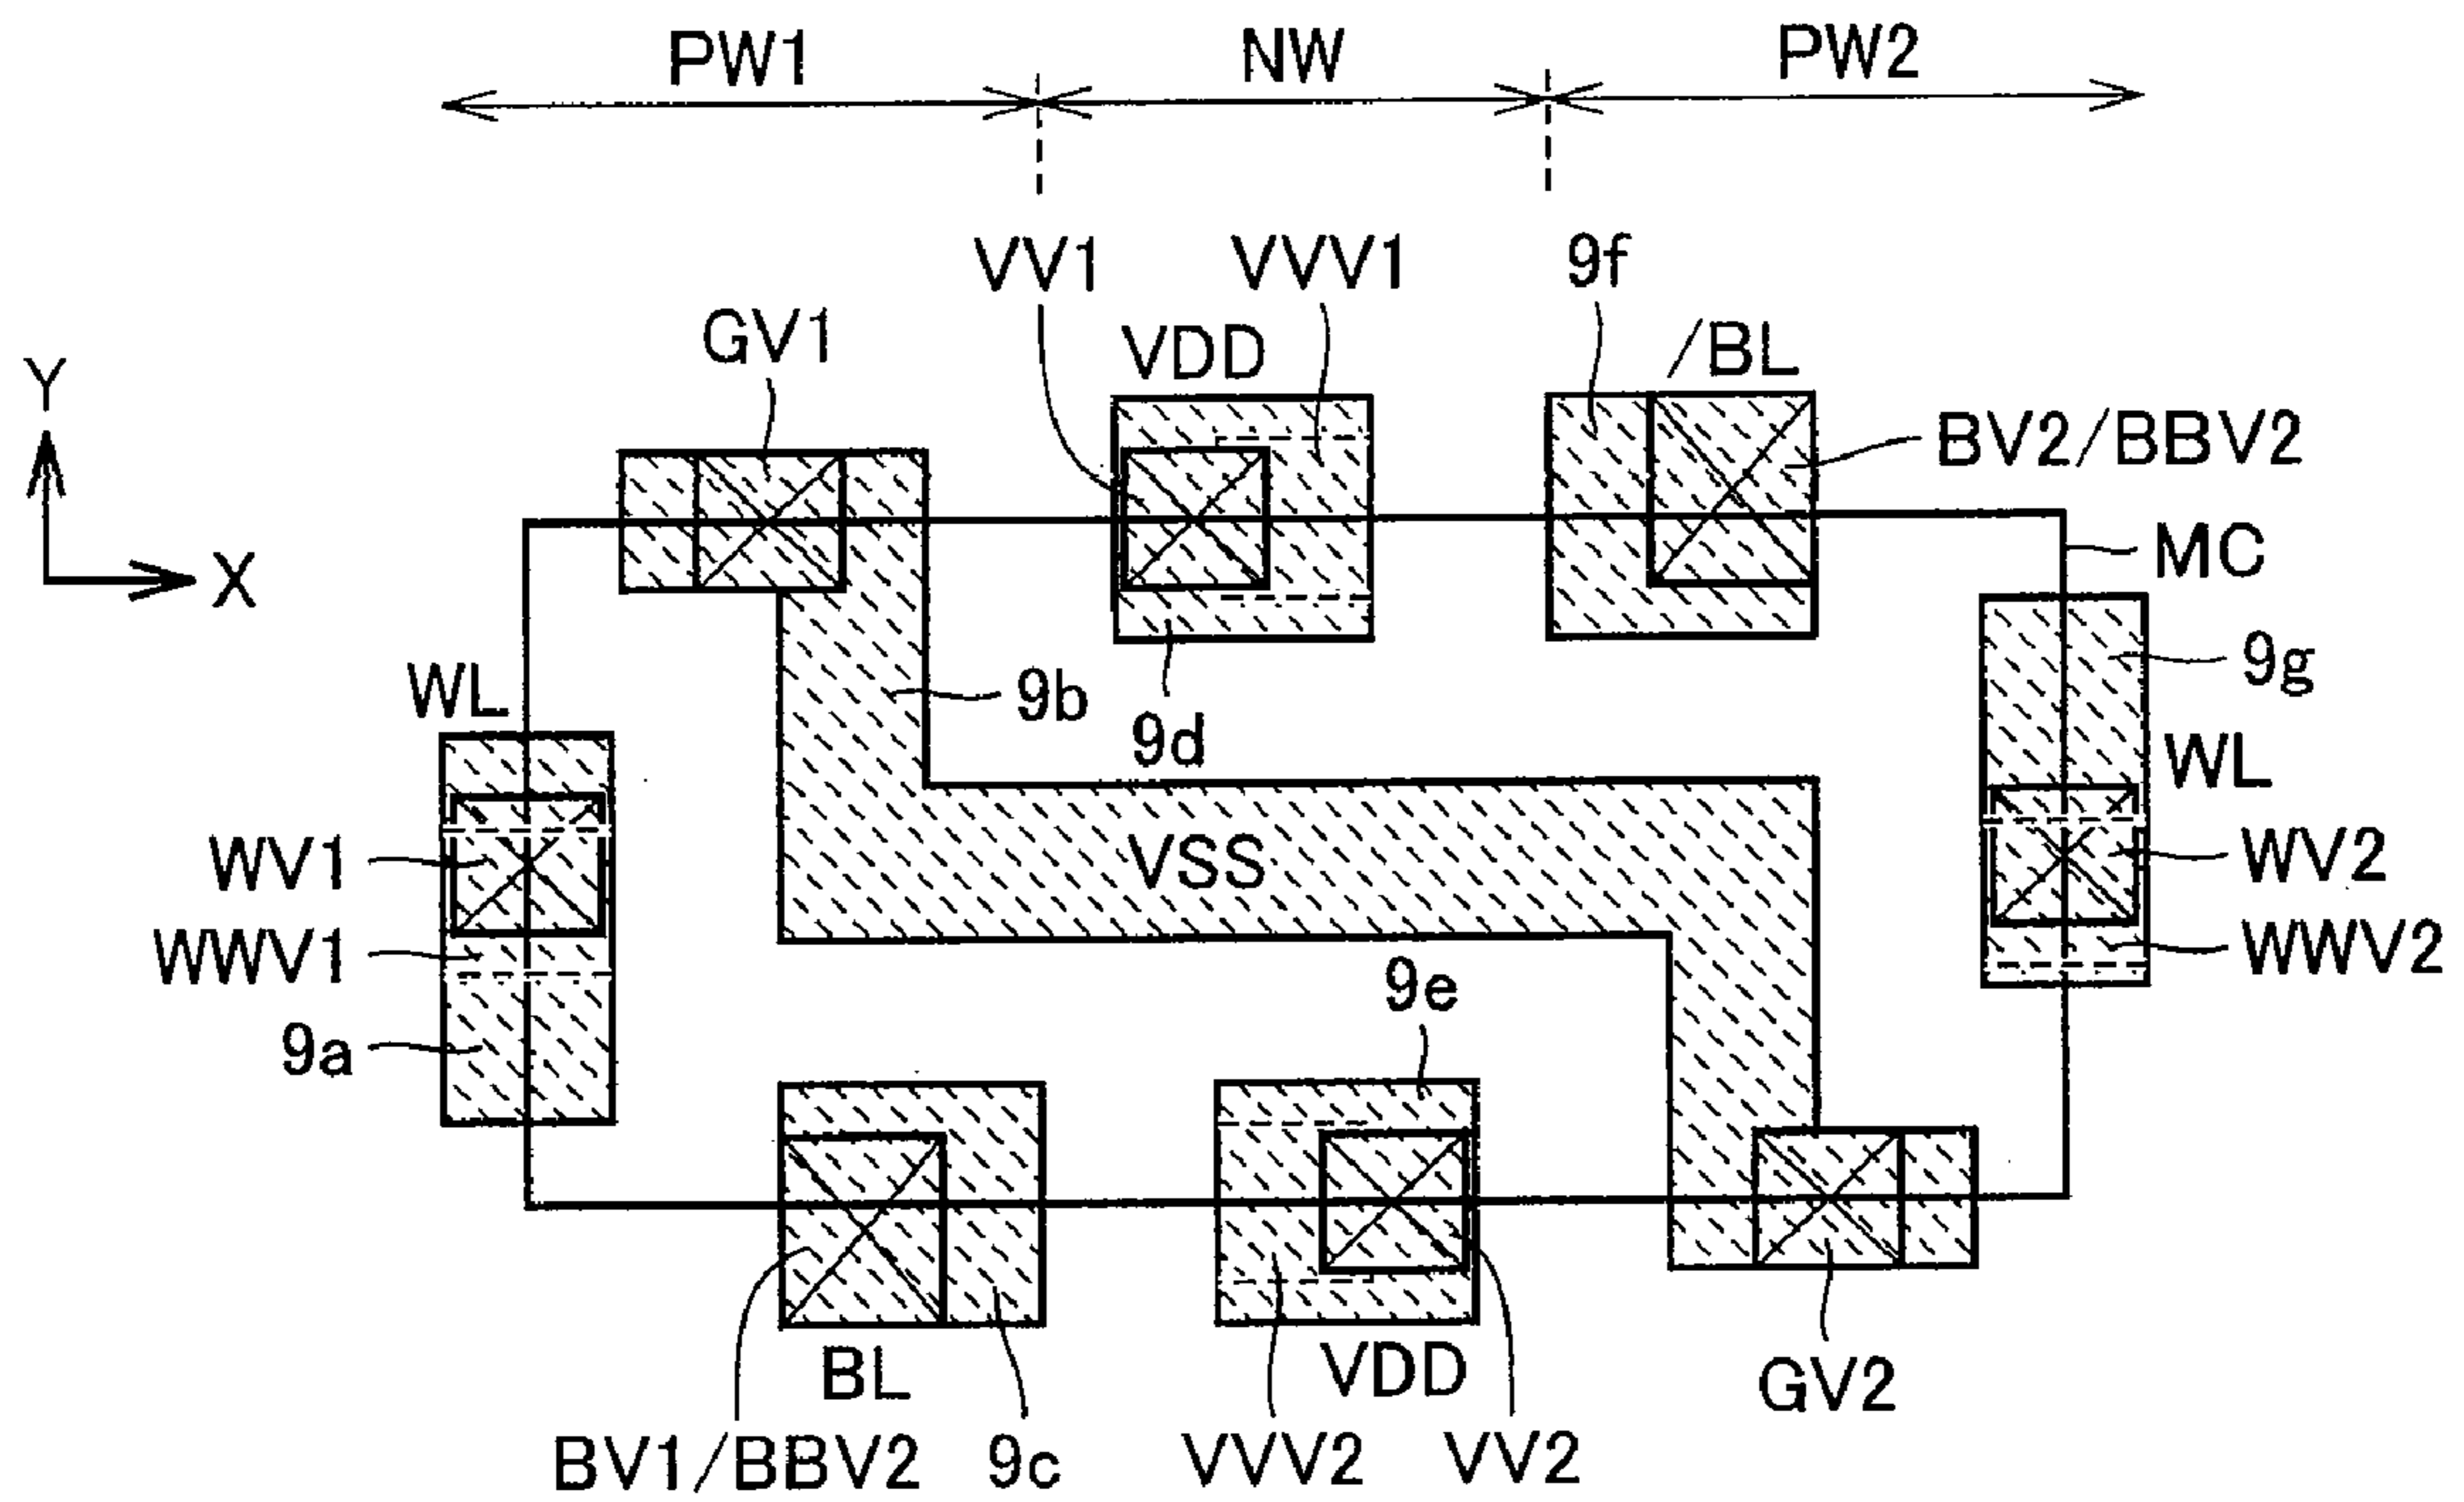 PW1 NW PW2
VV1 VVV1 9f
GV1 VDD /BL
Y
BV2/BBV2
MC
X
WL 9b 9d 9g
WL
WV1 VSS WV2
WWV1 WWV2
9e
9a
BL VDD GV2
BV1/BBV2 9c VVV2 VV2